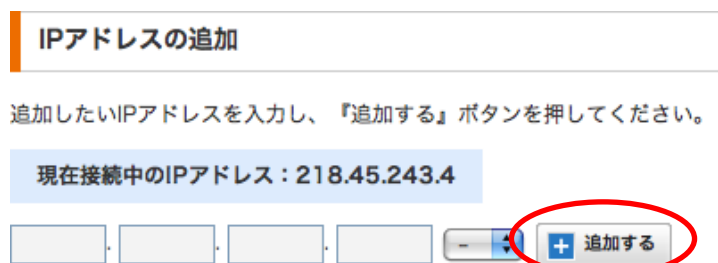 IPアドレスの追加
追加したいIPアドレスを入力し、『追加する』ボタンを押してください。
現在接続中のIPアドレス：218.45.243.4
. . . - 追加する